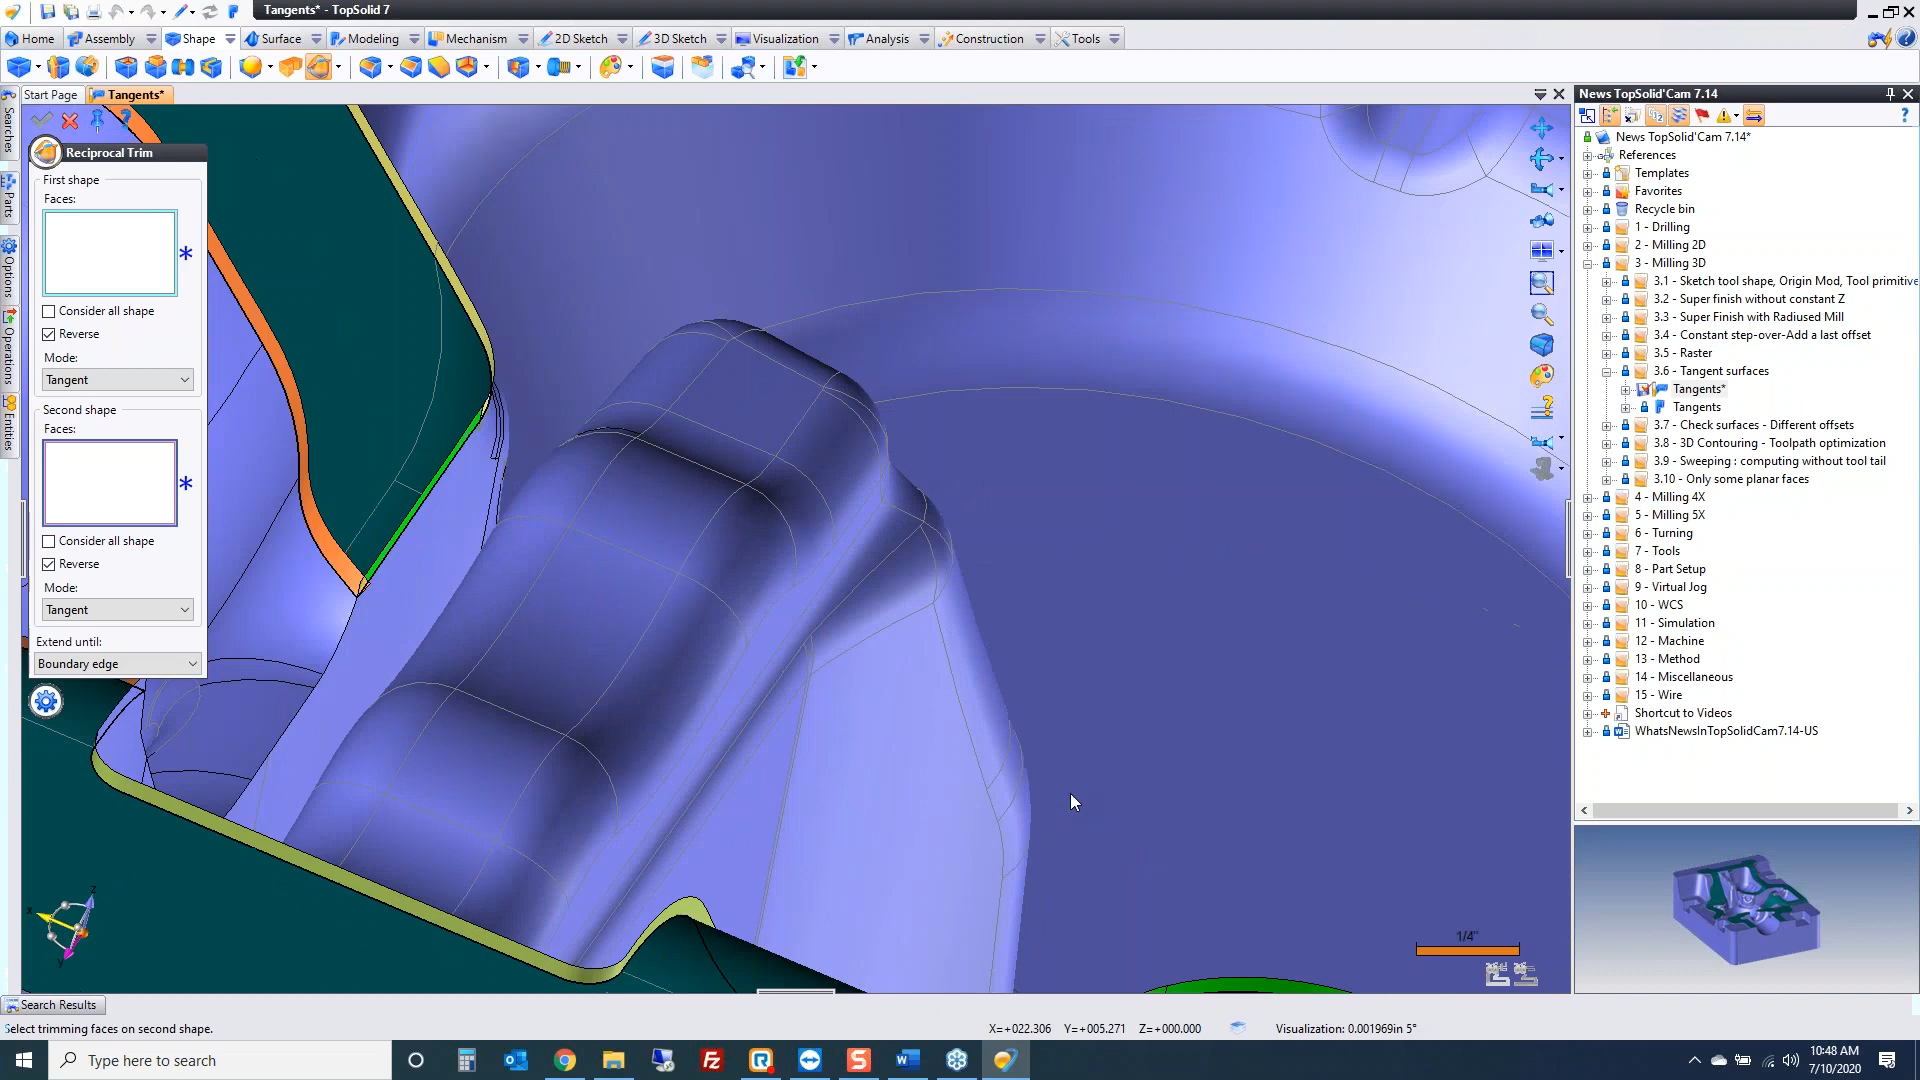 Tangents* - TopSolid 7
Home
Assembly
Shape
Surface
Modeling
Mechanism
2D Sketch
3D Sketch
Visualization
Analysis
Construction
Tools
Start Page
Tangents*
Searches
Parts
Options
Operations
Entities
Reciprocal Trim
First shape
Faces:
*
Consider all shape
Reverse
Mode:
Tangent
Second shape
Faces:
*
Consider all shape
Reverse
Mode:
Tangent
Extend until:
Boundary edge
z
x
y
1/4"
News TopSolid'Cam 7.14
News TopSolid'Cam 7.14*
References
Templates
Favorites
Recycle bin
1 - Drilling
2 - Milling 2D
3 - Milling 3D
3.1 - Sketch tool shape, Origin Mod, Tool primitive
3.2 - Super finish without constant Z
3.3 - Super Finish with Radiused Mill
3.4 - Constant step-over-Add a last offset
3.5 - Raster
3.6 - Tangent surfaces
Tangents*
Tangents
3.7 - Check surfaces - Different offsets
3.8 - 3D Contouring - Toolpath optimization
3.9 - Sweeping : computing without tool tail
3.10 - Only some planar faces
4 - Milling 4X
5 - Milling 5X
6 - Turning
7 - Tools
8 - Part Setup
9 - Virtual Jog
10 - WCS
11 - Simulation
12 - Machine
13 - Method
14 - Miscellaneous
15 - Wire
Shortcut to Videos
WhatsNewsInTopSolidCam7.14-US
Search Results
Select trimming faces on second shape.
X=+022.306 Y=+005.271 Z=+000.000
Visualization: 0.001969in 5°
Type here to search
10:48 AM
7/10/2020